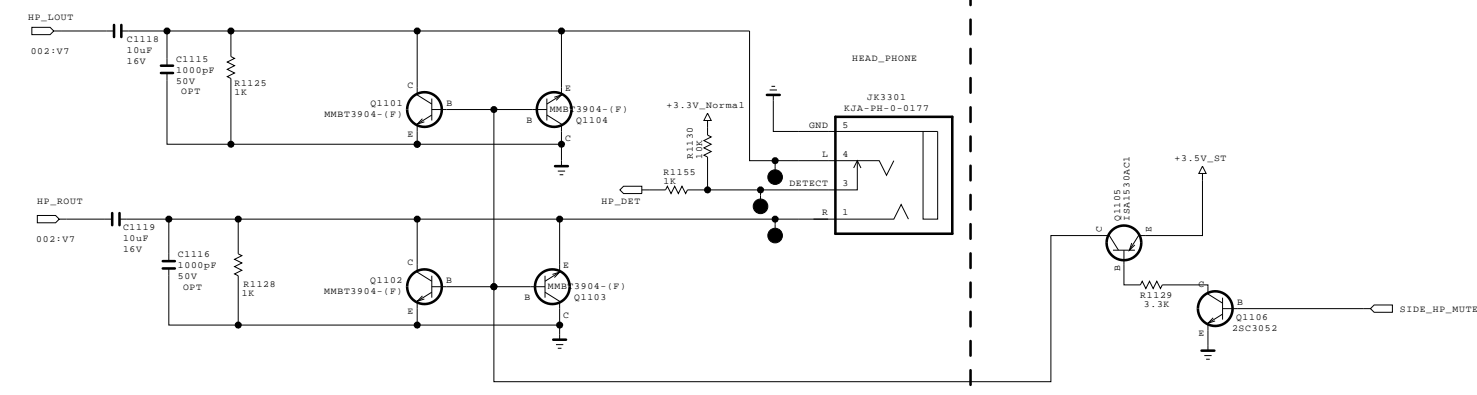 HP_LOUT
002:V7
C1118
10uF
16V
C1115
1000pF
50V
OPT
R1125
1K
C
Q1101
MMBT3904-(F)
B
E
E
MMBT3904-(F)
B
Q1104
C
HEAD_PHONE
JK3301
KJA-PH-0-0177
+3.3V_Normal
R1130
10K
R1155
1K
HP_DET
GND 5
L 4
DETECT 3
R 1
HP_ROUT
002:V7
C1119
10uF
16V
C1116
1000pF
50V
OPT
R1128
1K
C
Q1102
MMBT3904-(F)
B
E
E
MMBT3904-(F)
B
Q1103
C
+3.5V_ST
Q1105
ISA1530AC1
C
E
B
R1129
3.3K
C
B
Q1106
2SC3052
E
SIDE_HP_MUTE